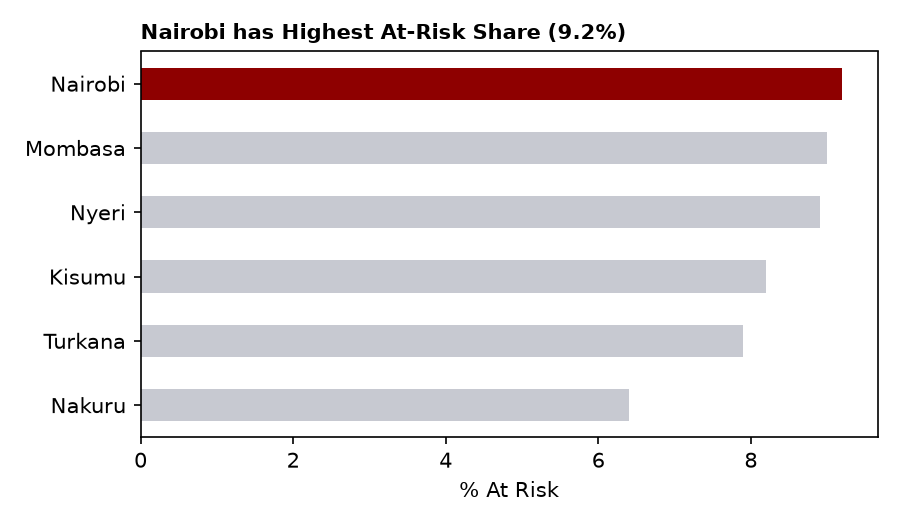 Nairobi has Highest At-Risk Share (9.2%)
Nairobi
Mombasa
Nyeri
Kisumu
Turkana
Nakuru
0 2 4 6 8
% At Risk